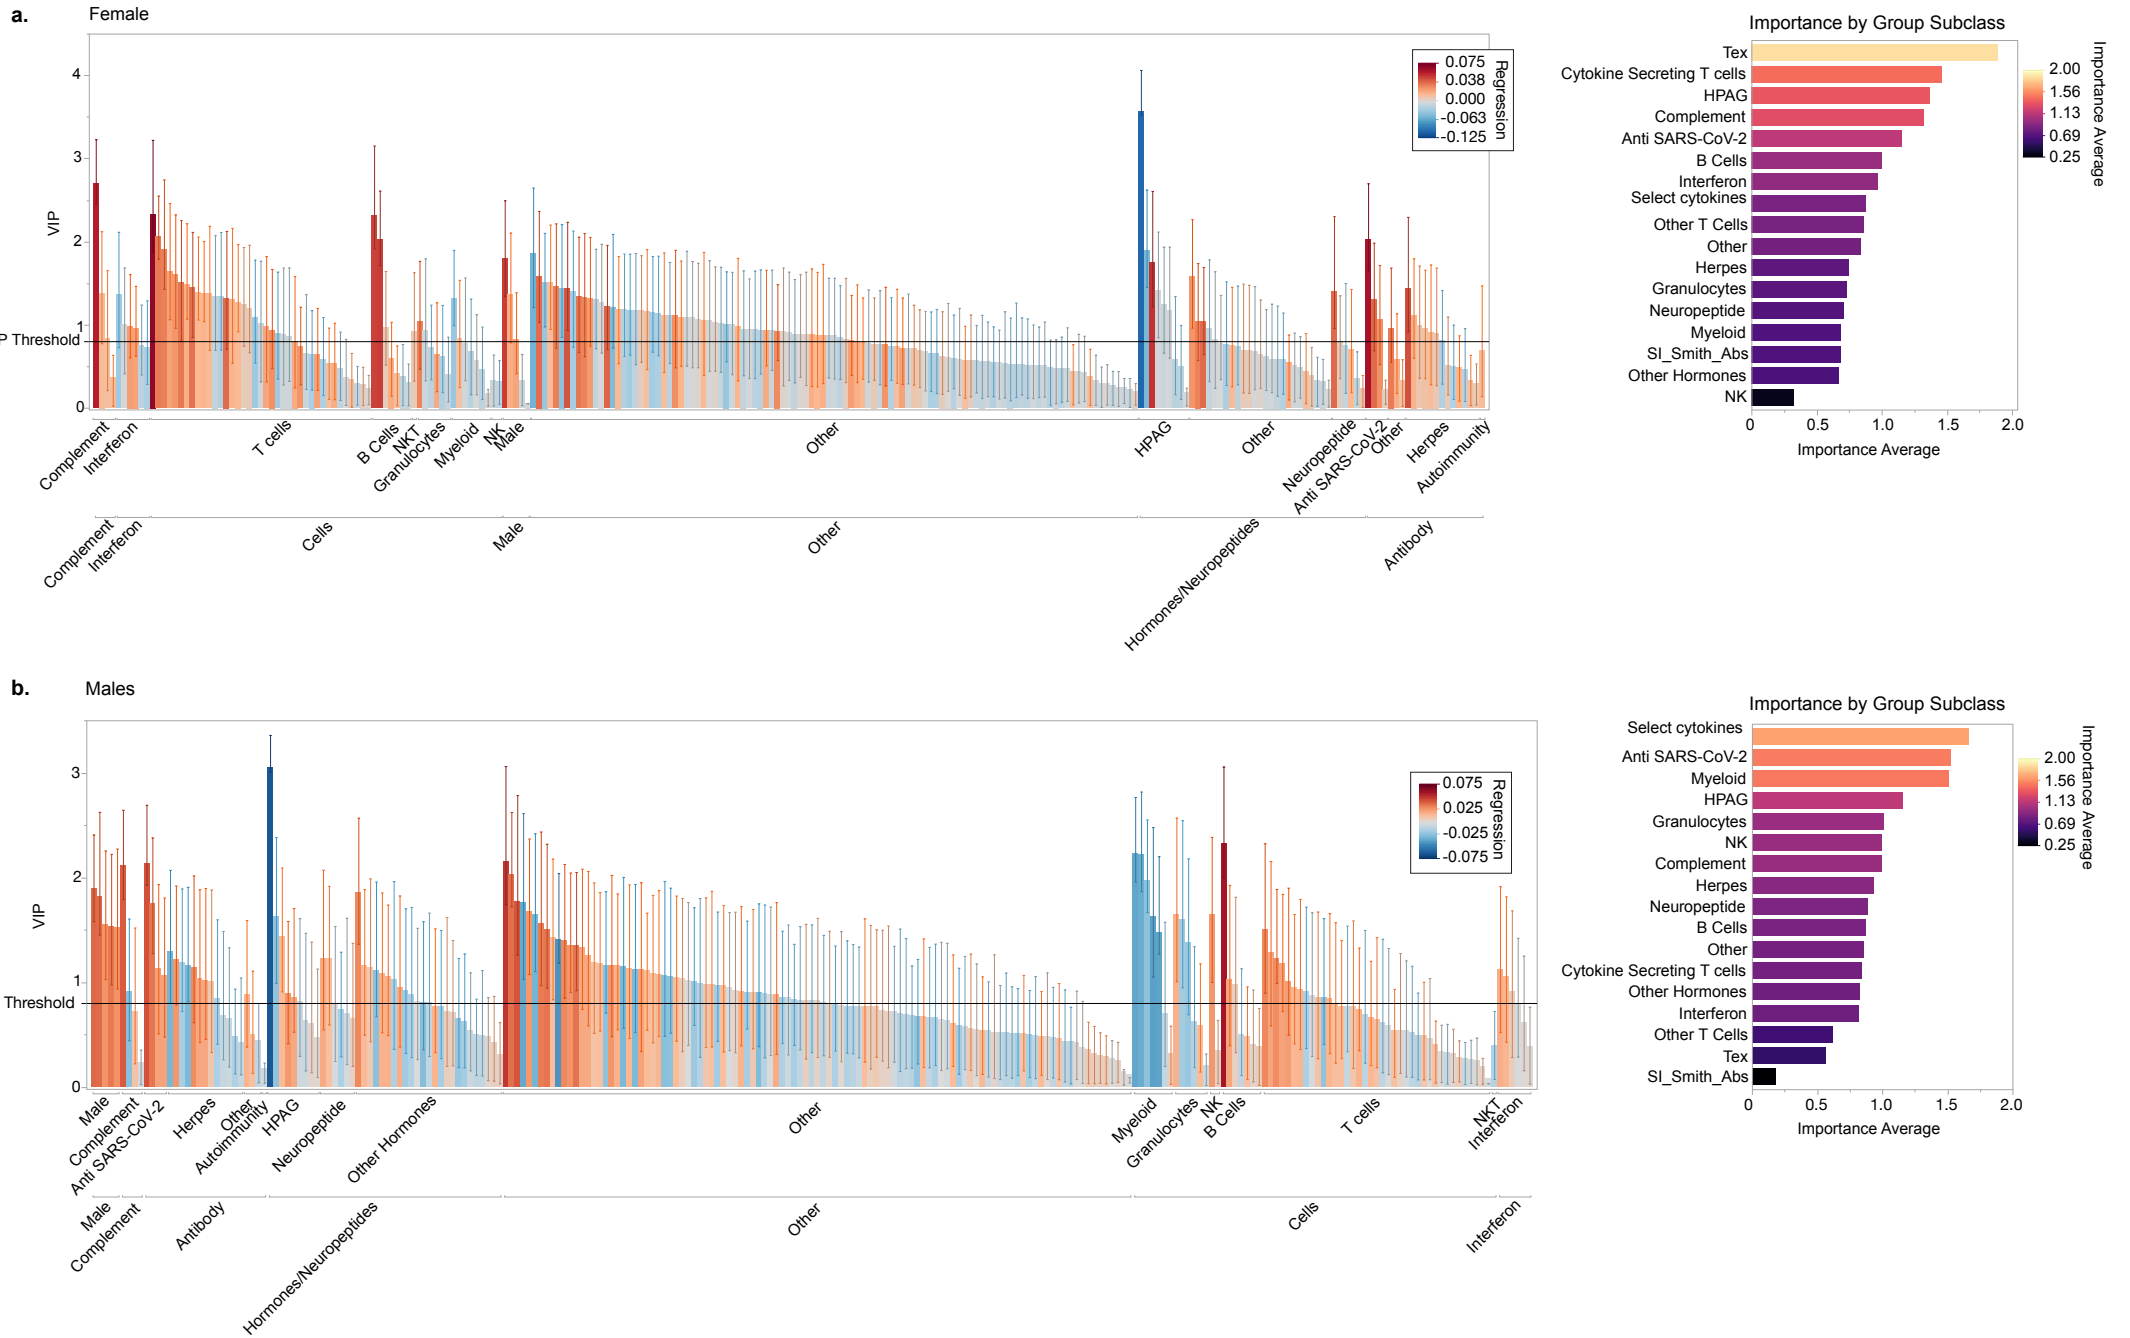 a.
Female
4
3
2
1
0
VIP
P Threshold
0.075
0.038
0.000
-0.063
-0.125
Regression
Complement
Interferon
T cells
B Cells
NKT
Granulocytes
Myeloid
NK
Male
Other
HPAG
Other
Neuropeptide
Anti SARS-CoV-2
Other
Herpes
Autoimmunity
Complement
Interferon
Cells
Male
Other
Hormones/Neuropeptides
Antibody
Importance by Group Subclass
Tex
Cytokine Secreting T cells
HPAG
Complement
Anti SARS-CoV-2
B Cells
Interferon
Select cytokines
Other T Cells
Other
Herpes
Granulocytes
Neuropeptide
Myeloid
SI_Smith_Abs
Other Hormones
NK
0
0.5
1.0
1.5
2.0
Importance Average
2.00
1.56
1.13
0.69
0.25
Importance Average
b.
Males
3
2
1
0
VIP
Threshold
0.075
0.025
-0.025
-0.075
Regression
Male
Complement
Anti SARS-CoV-2
Herpes
Other
Autoimmunity
HPAG
Neuropeptide
Other Hormones
Other
Myeloid
Granulocytes
NK
B Cells
T cells
NKT
Interferon
Male
Complement
Antibody
Hormones/Neuropeptides
Other
Cells
Interferon
Importance by Group Subclass
Select cytokines
Anti SARS-CoV-2
Myeloid
HPAG
Granulocytes
NK
Complement
Herpes
Neuropeptide
B Cells
Other
Cytokine Secreting T cells
Other Hormones
Interferon
Other T Cells
Tex
SI_Smith_Abs
0
0.5
1.0
1.5
2.0
Importance Average
2.00
1.56
1.13
0.69
0.25
Importance Average